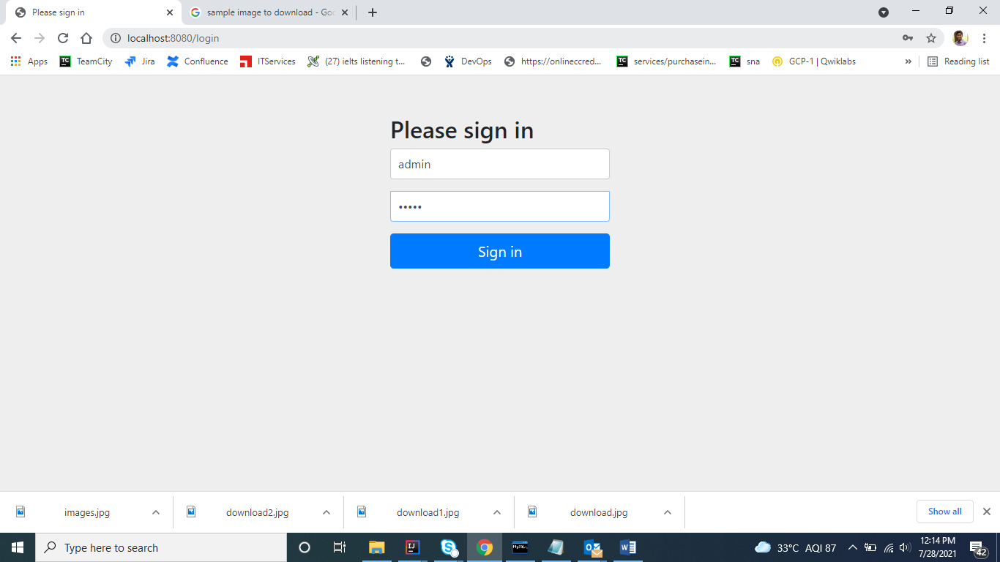 Please sign in
sample image to download - Goo
localhost:8080/login
Apps
TeamCity
Jira
Confluence
ITServices
(27) ielts listening t...
DevOps
https://onlineccred...
services/purchasein...
sna
GCP-1 | Qwiklabs
»
Reading list
Please sign in
admin
•••••
Sign in
images.jpg
download2.jpg
download1.jpg
download.jpg
Show all
Type here to search
33°C AQI 87
12:14 PM
7/28/2021
42